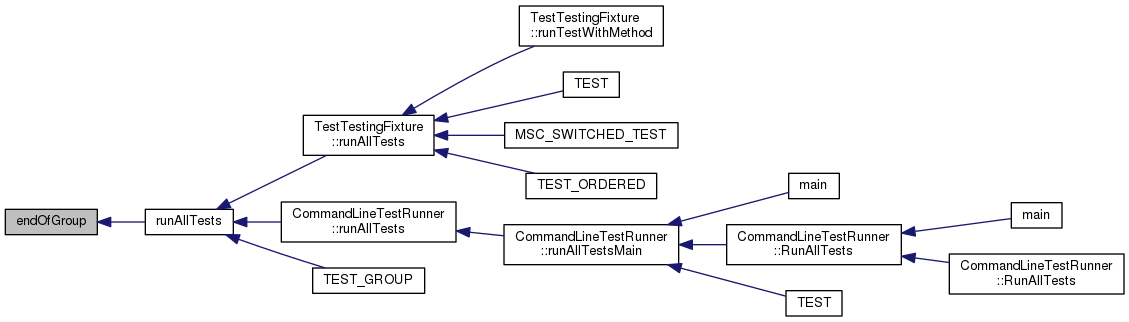 TestTestingFixture
::runTestWithMethod
TEST
TestTestingFixture
::runAllTests
MSC_SWITCHED_TEST
TEST_ORDERED
endOfGroup
runAllTests
CommandLineTestRunner
::runAllTests
TEST_GROUP
CommandLineTestRunner
::runAllTestsMain
main
CommandLineTestRunner
::RunAllTests
TEST
main
CommandLineTestRunner
::RunAllTests